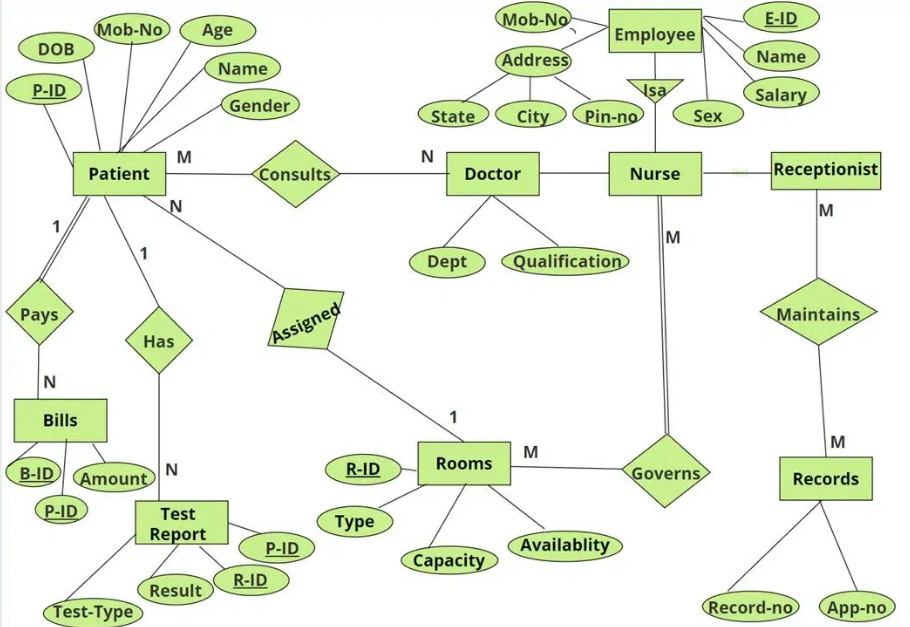 Mob-No
E-ID
Mob-No
Age
Employee
DOB
Name
Address
Name
P-ID
Isa
Salary
Gender
State
City
Pin-no
Sex
M
N
Patient
Consults
Doctor
Nurse
Receptionist
N
M
1
M
1
Dept
Qualification
Pays
Assigned
Maintains
Has
N
1
Bills
M
M
R-ID
Rooms
Governs
Records
B-ID
Amount
N
P-ID
Type
Test
Report
Availablity
P-ID
Capacity
R-ID
Result
Test-Type
Record-no
App-no